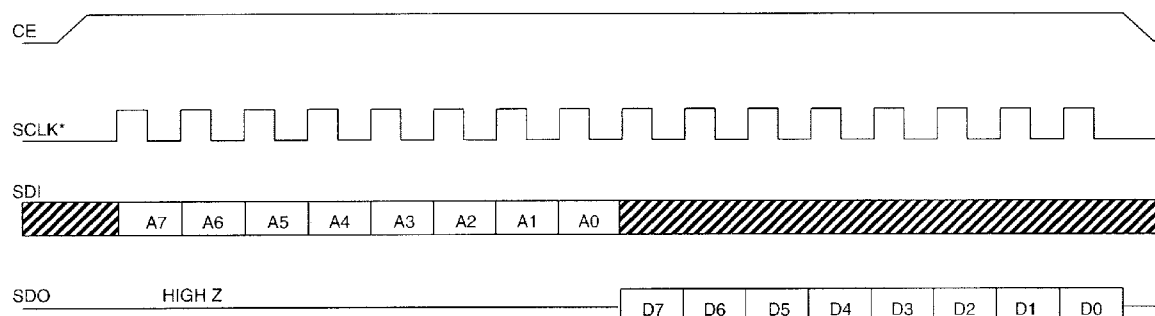 CE
SCLK*
SDI
A7 A6 A5 A4 A3 A2 A1 A0
SDO HIGH Z
D7 D6 D5 D4 D3 D2 D1 D0